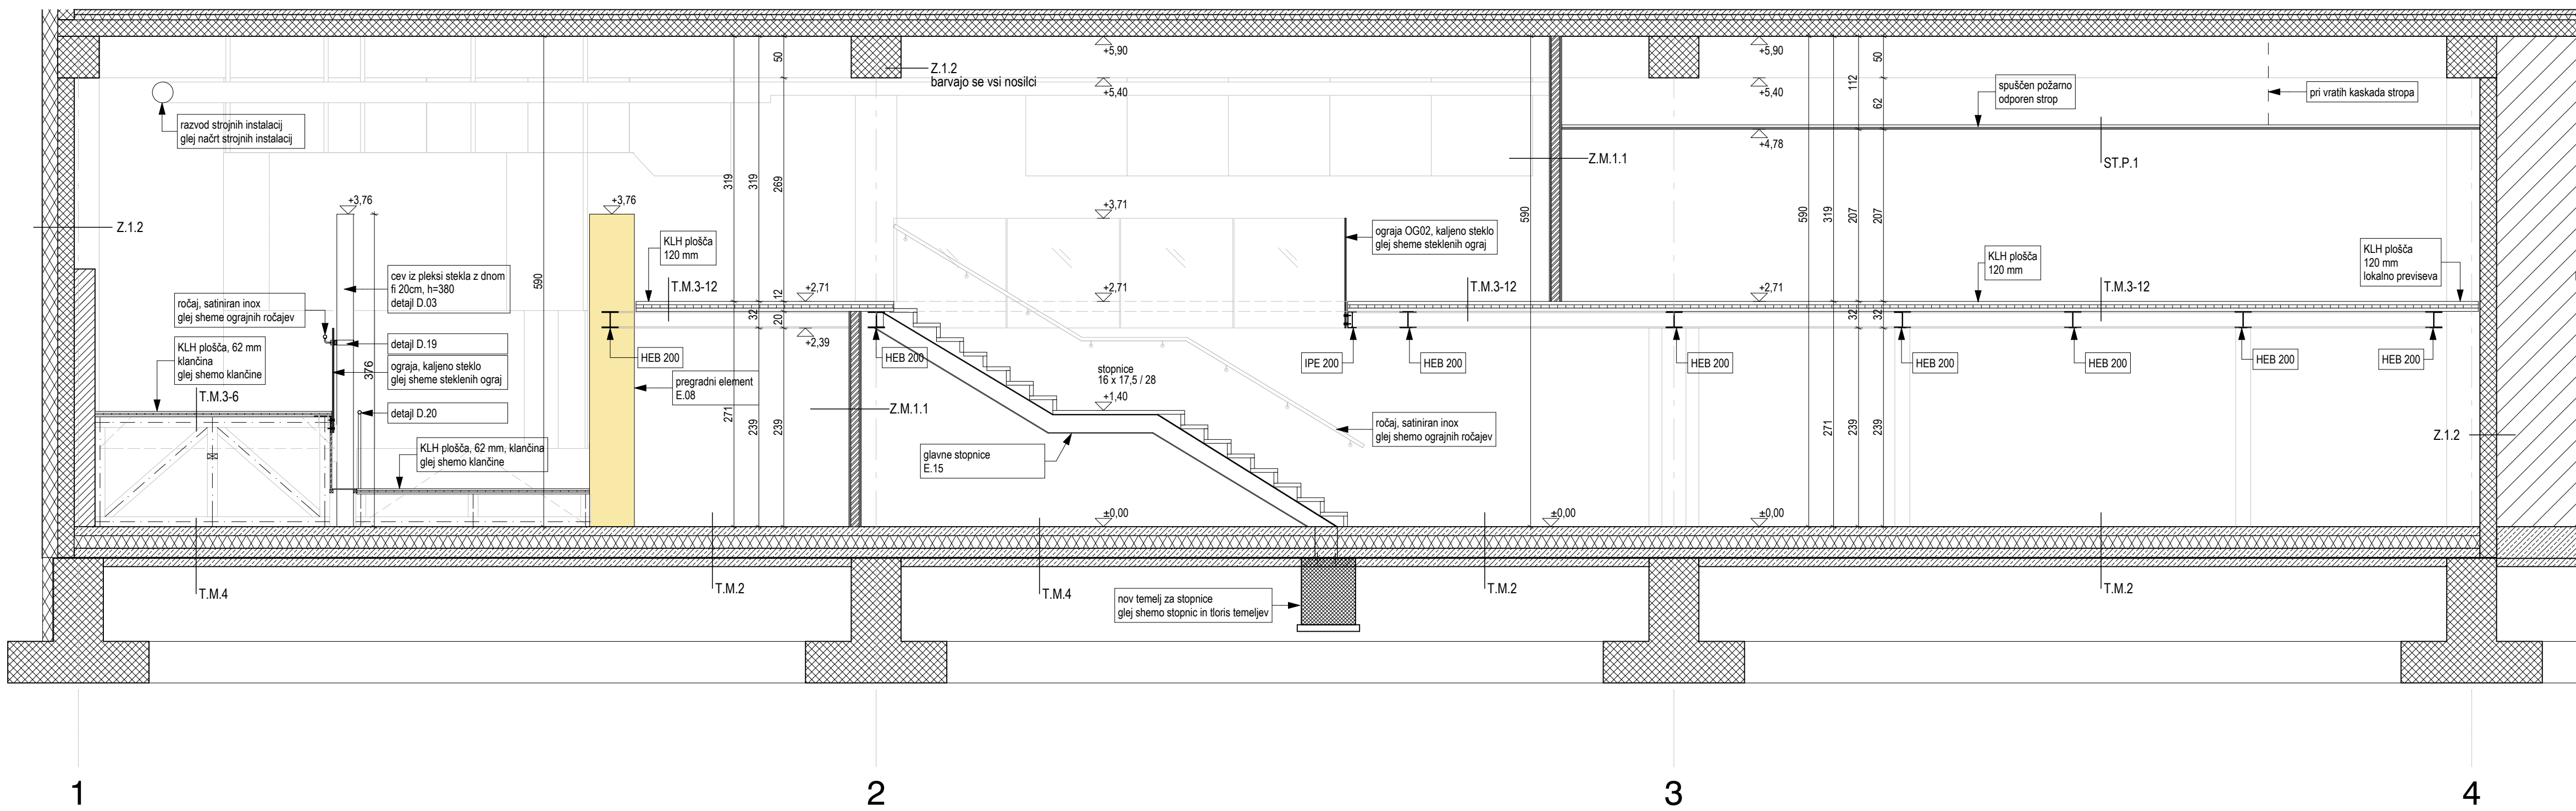 Z.1.2
barvajo se vsi nosilci
+5,90
+5,40
+5,90
+5,40
+4,78
50
50
112
62
spuščen požarno
odporen strop
pri vratih kaskada stropa
razvod strojnih instalacij
glej načrt strojnih instalacij
Z.M.1.1
ST.P.1
319
319
269
590
590
590
319
207
207
Z.1.2
+3,76
+3,76
+3,71
KLH plošča
120 mm
ograja OG02, kaljeno steklo
glej sheme steklenih ograj
KLH plošča
120 mm
KLH plošča
120 mm
lokalno previseva
cev iz pleksi stekla z dnom
fi 20cm, h=380
detajl D.03
ročaj, satiniran inox
glej sheme ograjnih ročajev
T.M.3-12
+2,71
+2,71
T.M.3-12
+2,71
T.M.3-12
12
32
20
32
32
+2,39
KLH plošča, 62 mm
klančina
glej shemo klančine
detajl D.19
ograja, kaljeno steklo
glej sheme steklenih ograj
376
HEB 200
HEB 200
IPE 200
HEB 200
HEB 200
HEB 200
HEB 200
HEB 200
HEB 200
pregradni element
E.08
stopnice
16 x 17,5 / 28
+1,40
T.M.3-6
detajl D.20
Z.M.1.1
271
239
239
271
239
239
ročaj, satiniran inox
glej shemo ograjnih ročajev
Z.1.2
KLH plošča, 62 mm, klančina
glej shemo klančine
glavne stopnice
E.15
±0,00
±0,00
±0,00
T.M.4
T.M.2
T.M.4
T.M.2
T.M.2
nov temelj za stopnice
glej shemo stopnic in tloris temeljev
1
2
3
4